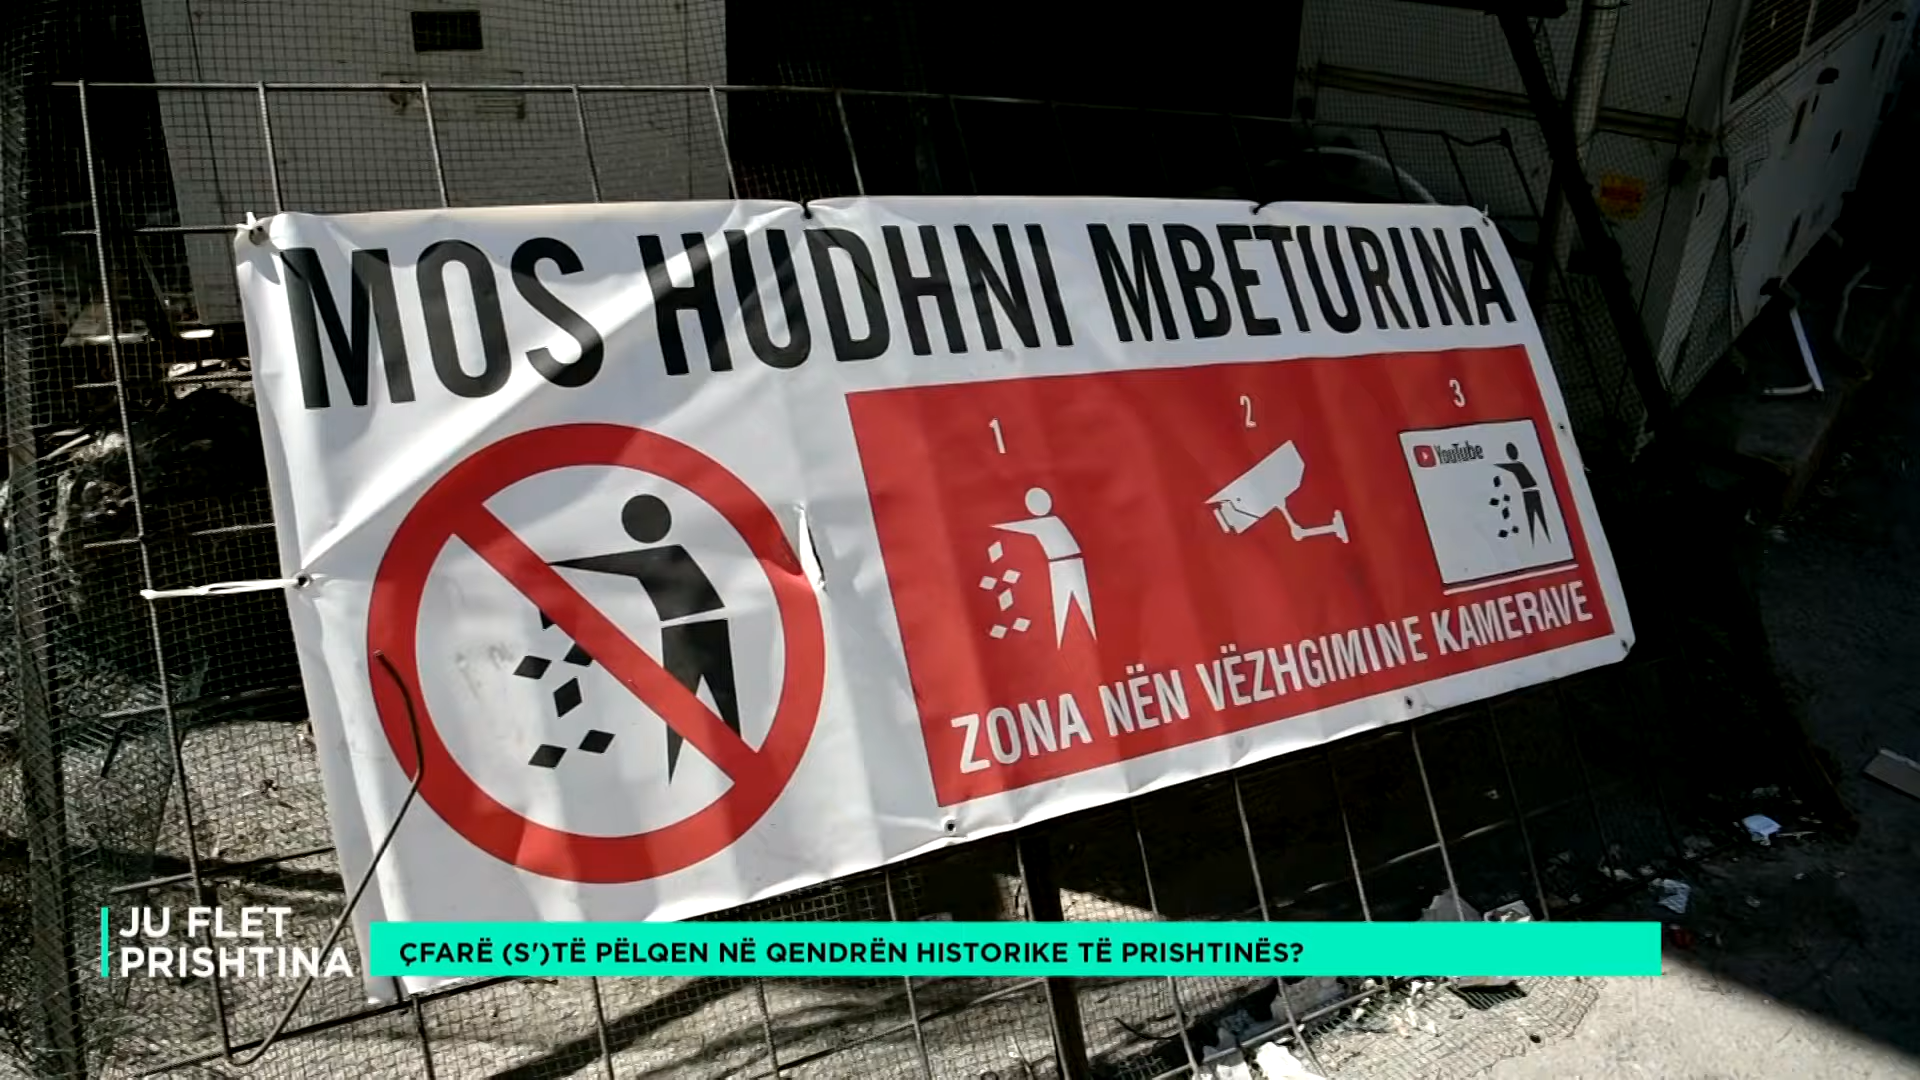 MOS HUDHNI MBETURINA
1 2 3
YouTube
ZONA NËN VËZHGIMIN E KAMERAVE
JU FLET
PRISHTINA
ÇFARË (S')TË PËLQEN NË QENDRËN HISTORIKE TË PRISHTINËS?